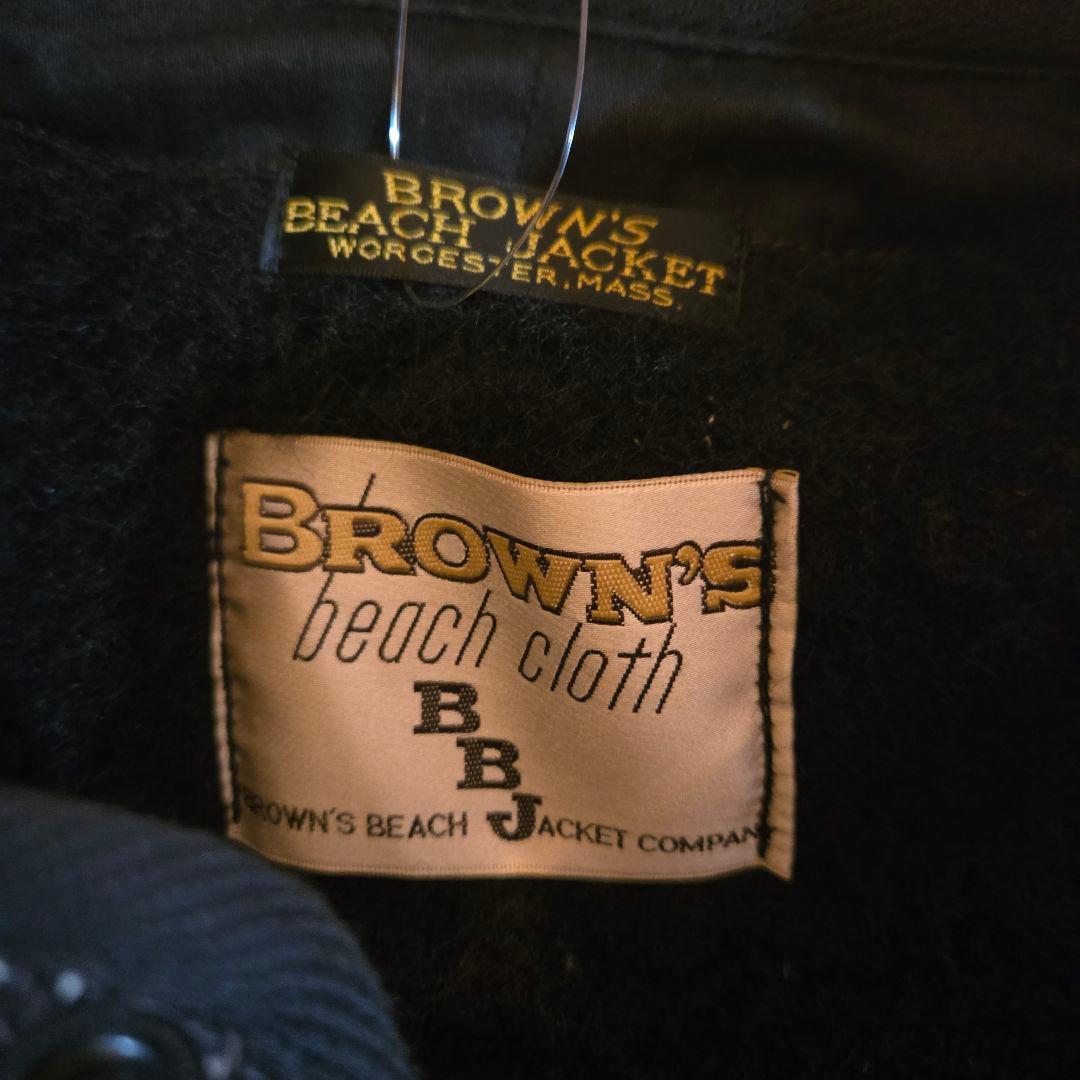 BROWN'S
BEACH JACKET
WORCESTER, MASS.
BROWN'S
beach cloth
B
B
BROWN'S BEACH JACKET COMPANY